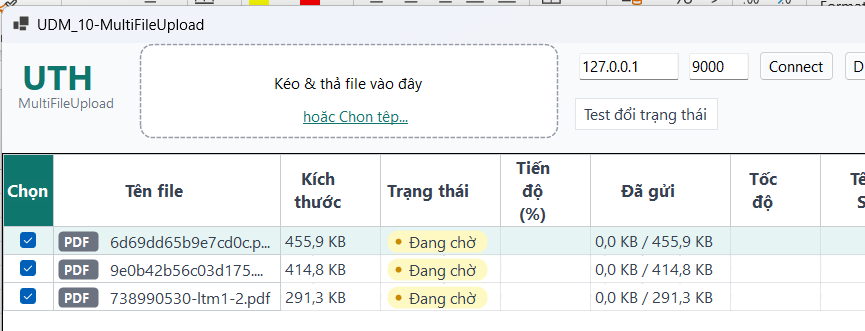 Format
UDM_10-MultiFileUpload
UTH
MultiFileUpload
Kéo & thả file vào đây
hoặc Chọn tệp...
127.0.0.1
9000
Connect
D
Test đổi trạng thái
Chọn
Tên file
Kích thước
Trạng thái
Tiến độ (%)
Đã gửi
Tốc độ
PDF 6d69dd65b9e7cd0c.p... 455,9 KB Đang chờ 0,0 KB / 455,9 KB
PDF 9e0b42b56c03d175.... 414,8 KB Đang chờ 0,0 KB / 414,8 KB
PDF 738990530-ltm1-2.pdf 291,3 KB Đang chờ 0,0 KB / 291,3 KB